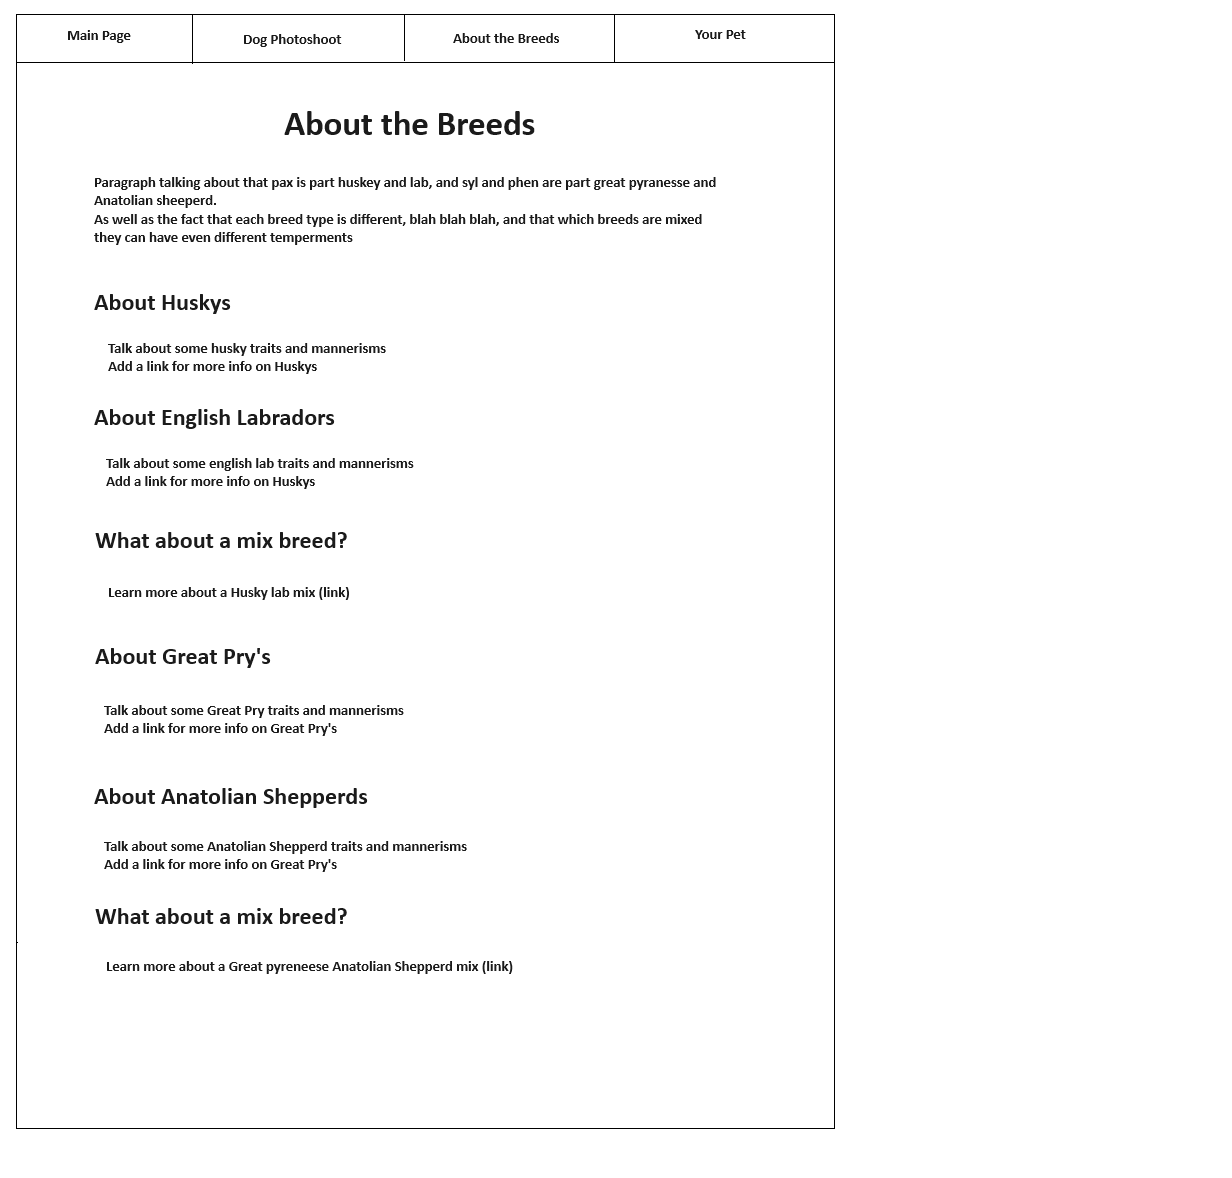 Main Page
Dog Photoshoot
About the Breeds
Your Pet
About the Breeds
Paragraph talking about that pax is part huskey and lab, and syl and phen are part great pyranesse and
Anatolian sheeperd.
As well as the fact that each breed type is different, blah blah blah, and that which breeds are mixed
they can have even different temperments
About Huskys
Talk about some husky traits and mannerisms
Add a link for more info on Huskys
About English Labradors
Talk about some english lab traits and mannerisms
Add a link for more info on Huskys
What about a mix breed?
Learn more about a Husky lab mix (link)
About Great Pry's
Talk about some Great Pry traits and mannerisms
Add a link for more info on Great Pry's
About Anatolian Shepperds
Talk about some Anatolian Shepperd traits and mannerisms
Add a link for more info on Great Pry's
What about a mix breed?
Learn more about a Great pyreneese Anatolian Shepperd mix (link)